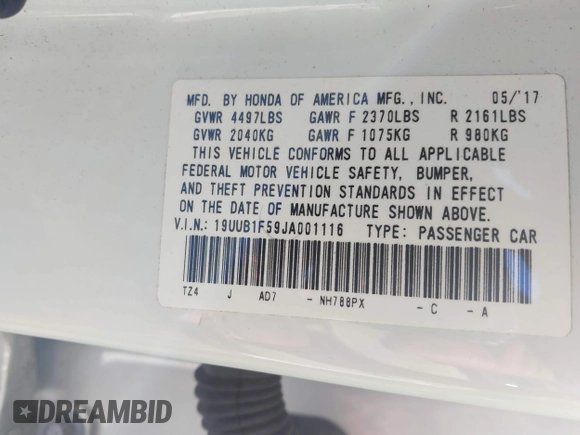 MFD. BY HONDA OF AMERICA MFG., INC. 05/'17
GVWR 4497LBS GAWR F 2370LBS R 2161LBS
GVWR 2040KG GAWR F 1075KG R 980KG
THIS VEHICLE CONFORMS TO ALL APPLICABLE
FEDERAL MOTOR VEHICLE SAFETY, BUMPER,
AND THEFT PREVENTION STANDARDS IN EFFECT
ON THE DATE OF MANUFACTURE SHOWN ABOVE.
V.I.N.: 19UUB1F59JA001116 TYPE: PASSENGER CAR
TZ4 J AD7 - NH788PX - C - A
DREAMBID